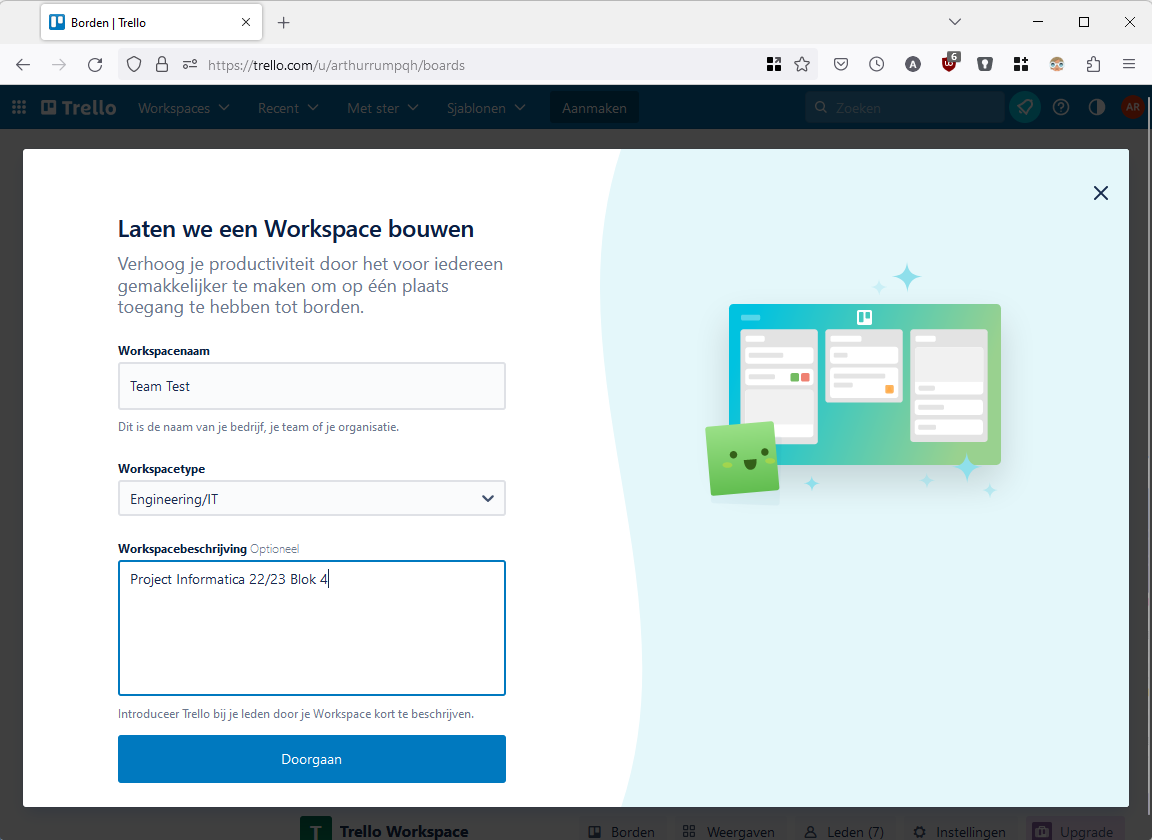 Borden | Trello
https://trello.com/u/arthurrumpqh/boards
6
A
Trello
Workspaces
Recent
Met ster
Sjablonen
Aanmaken
Zoeken
AR
Laten we een Workspace bouwen
Verhoog je productiviteit door het voor iedereen
gemakkelijker te maken om op één plaats
toegang te hebben tot borden.
Workspacenaam
Team Test
Dit is de naam van je bedrijf, je team of je organisatie.
Workspacetype
Engineering/IT
Workspacebeschrijving Optioneel
Project Informatica 22/23 Blok 4
Introduceer Trello bij je leden door je Workspace kort te beschrijven.
Doorgaan
T
Trello Workspace
Borden
Weergaven
Leden (7)
Instellingen
Upgrade